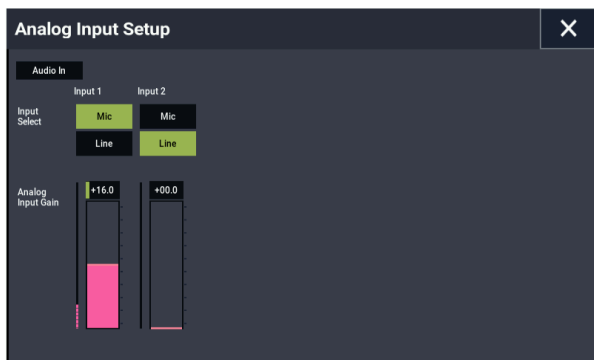 Analog Input Setup
Audio In
Input 1 Input 2
Input
Select
Mic Mic
Line Line
Analog
Input Gain
+16.0 +00.0